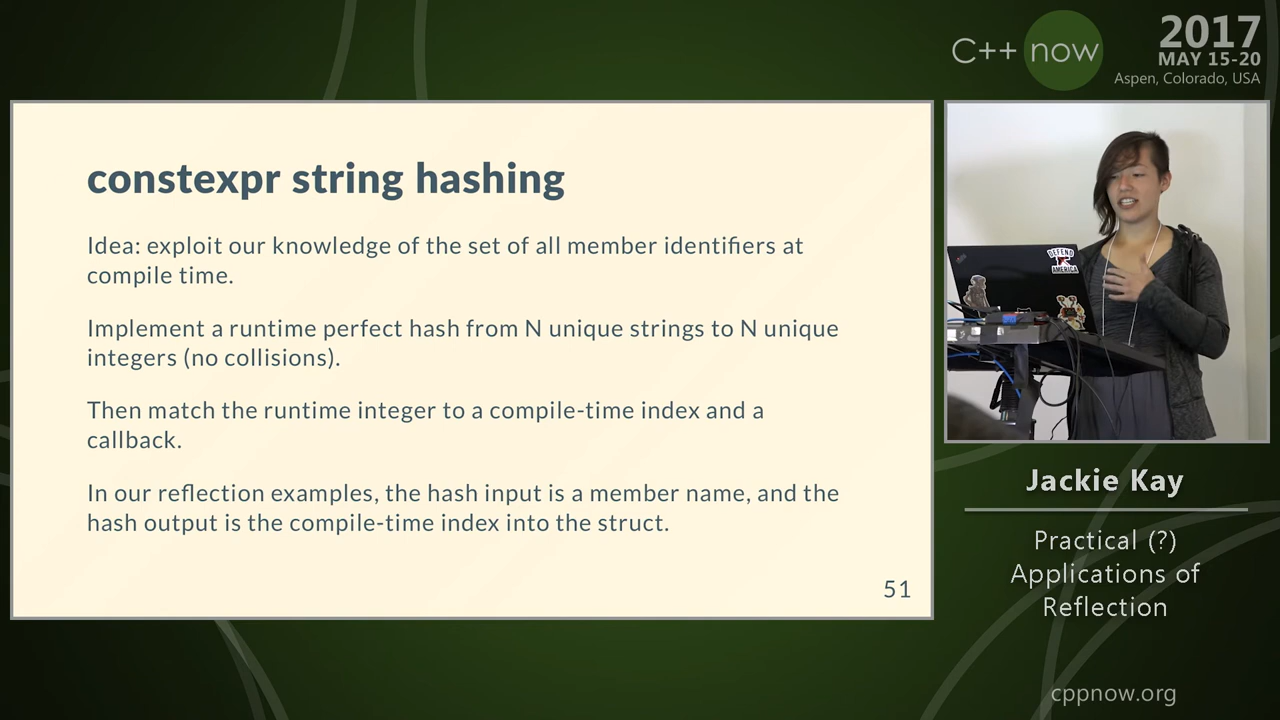 C++ now
2017
MAY 15-20
Aspen, Colorado, USA
constexpr string hashing
Idea: exploit our knowledge of the set of all member identifiers at
compile time.
Implement a runtime perfect hash from N unique strings to N unique
integers (no collisions).
Then match the runtime integer to a compile-time index and a
callback.
In our reflection examples, the hash input is a member name, and the
hash output is the compile-time index into the struct.
51
DEFEND
AMERICA
Jackie Kay
Practical (?)
Applications of
Reflection
cppnow.org